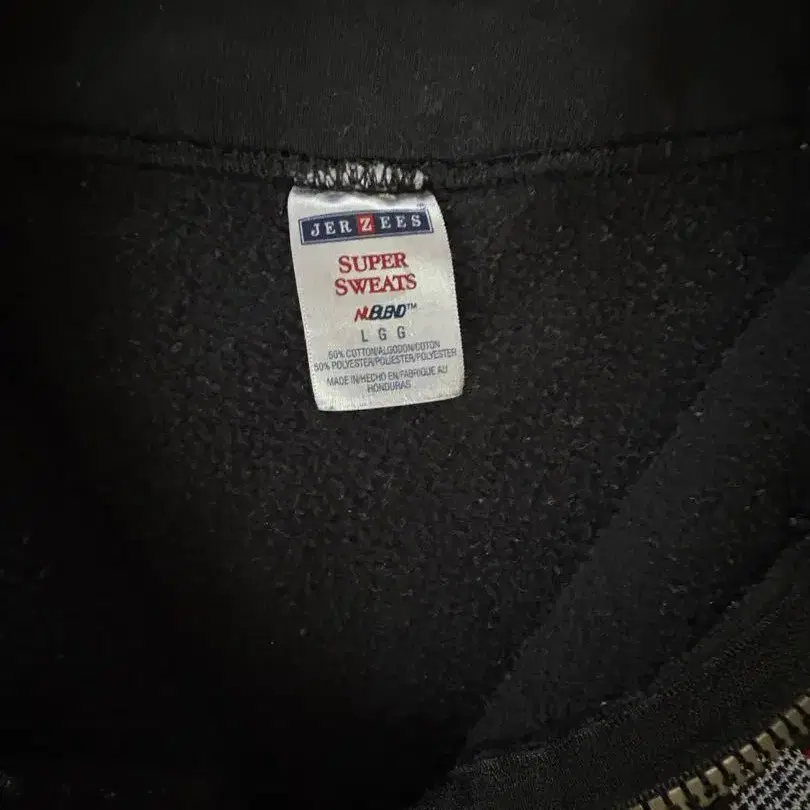 JERZEES
SUPER
SWEATS
NUBLEND™
L G G
50% COTTON/ALGODON/COTON
50% POLYESTER/POLIESTER/POLYESTER
MADE IN/HECHO EN/FABRIQUE AU
HONDURAS